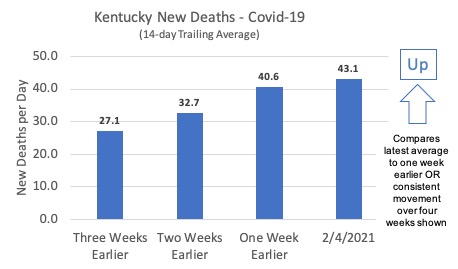 Kentucky New Deaths - Covid-19
(14-day Trailing Average)
New Deaths per Day
50.0
40.0
30.0
20.0
10.0
0.0
27.1
32.7
40.6
43.1
Three Weeks
Earlier
Two Weeks
Earlier
One Week
Earlier
2/4/2021
Up
Compares
latest average
to one week
earlier OR
consistent
movement
over four
weeks shown